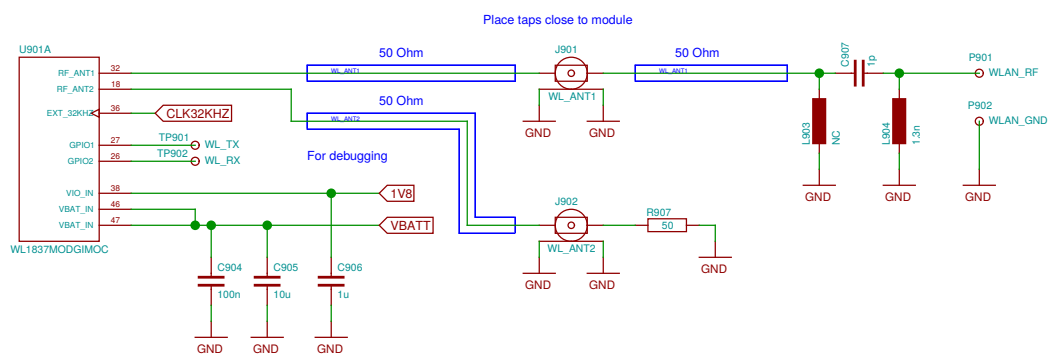 Place taps close to module
U901A
50 Ohm
J901
50 Ohm
C907
1p
P901
RF_ANT1
32
WL_ANT1
WL_ANT1
WLAN_RF
RF_ANT2
18
50 Ohm
WL_ANT1
P902
EXT_32KHZ
36
CLK32KHZ
WL_ANT2
GND
GND
L903
NC
L904
1.3n
WLAN_GND
GPIO1
27
TP901
WL_TX
GPIO2
26
TP902
WL_RX
For debugging
GND
GND
GND
VIO_IN
38
1V8
VBAT_IN
46
J902
R907
VBAT_IN
47
VBATT
50
WL1837MODGIMOC
WL_ANT2
C904
C905
C906
GND
GND
GND
100n
10u
1u
GND
GND
GND